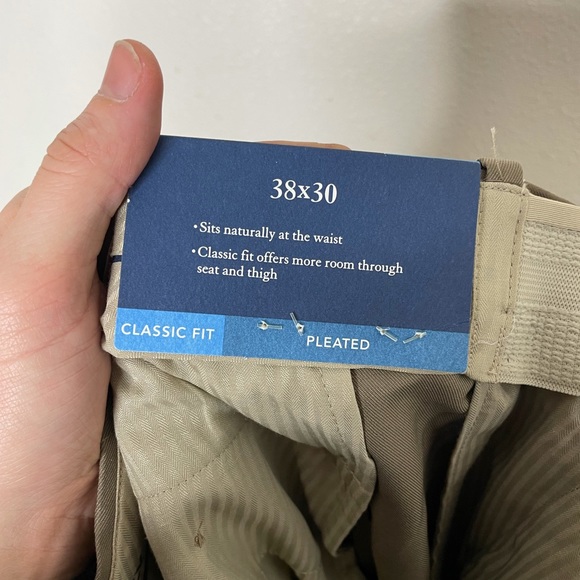 38x30
•Sits naturally at the waist
•Classic fit offers more room through
seat and thigh
CLASSIC FIT
PLEATED